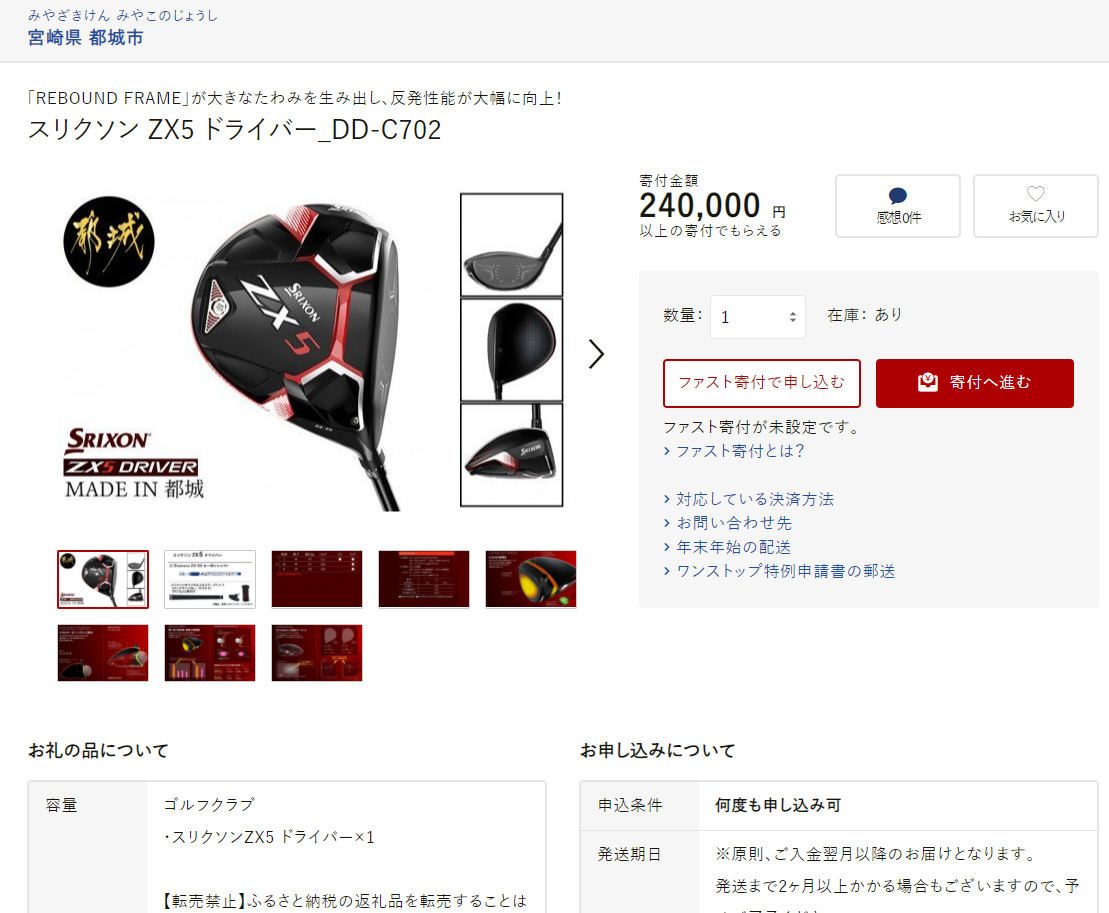 みやざきけん みやこのじょうし
宮崎県 都城市
「REBOUND FRAME」が大きなたわみを生み出し、反発性能が大幅に向上！
スリクソン ZX5 ドライバー_DD-C702
都城
SRIXON
ZX5
SRIXON
SRIXON
ZX5 DRIVER
MADE IN 都城
寄付金額
240,000 円
以上の寄付でもらえる
感想0件
お気に入り
数量：
1
在庫： あり
ファスト寄付で申し込む
寄付へ進む
ファスト寄付が未設定です。
ファスト寄付とは？
対応している決済方法
お問い合わせ先
年末年始の配送
ワンストップ特例申請書の郵送
スリクソン ZX5 ドライバー
お礼の品について
容量
ゴルフクラブ
・スリクソンZX5 ドライバー×1
【転売禁止】ふるさと納税の返礼品を転売することは
お申し込みについて
申込条件
何度も申し込み可
発送期日
※原則、ご入金翌月以降のお届けとなります。
発送まで2ヶ月以上かかる場合もございますので、予